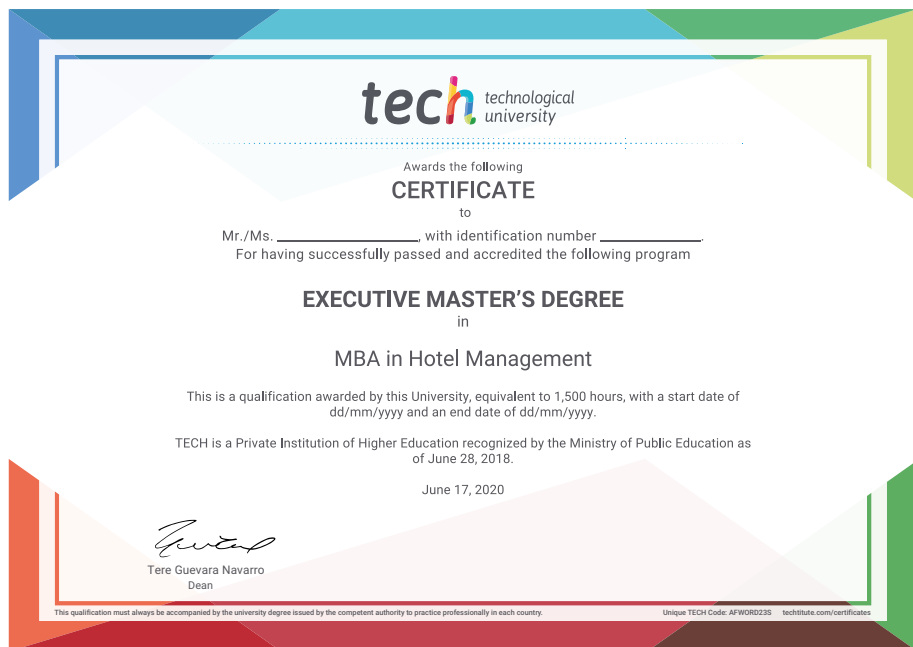 tech technological
university
Awards the following
CERTIFICATE
to
Mr./Ms. ____________________, with identification number ______________.
For having successfully passed and accredited the following program
EXECUTIVE MASTER'S DEGREE
in
MBA in Hotel Management
This is a qualification awarded by this University, equivalent to 1,500 hours, with a start date of
dd/mm/yyyy and an end date of dd/mm/yyyy.
TECH is a Private Institution of Higher Education recognized by the Ministry of Public Education as
of June 28, 2018.
June 17, 2020
Tere Guevara Navarro
Dean
This qualification must always be accompanied by the university degree issued by the competent authority to practice professionally in each country.
Unique TECH Code: AFWORD23S techtitute.com/certificates